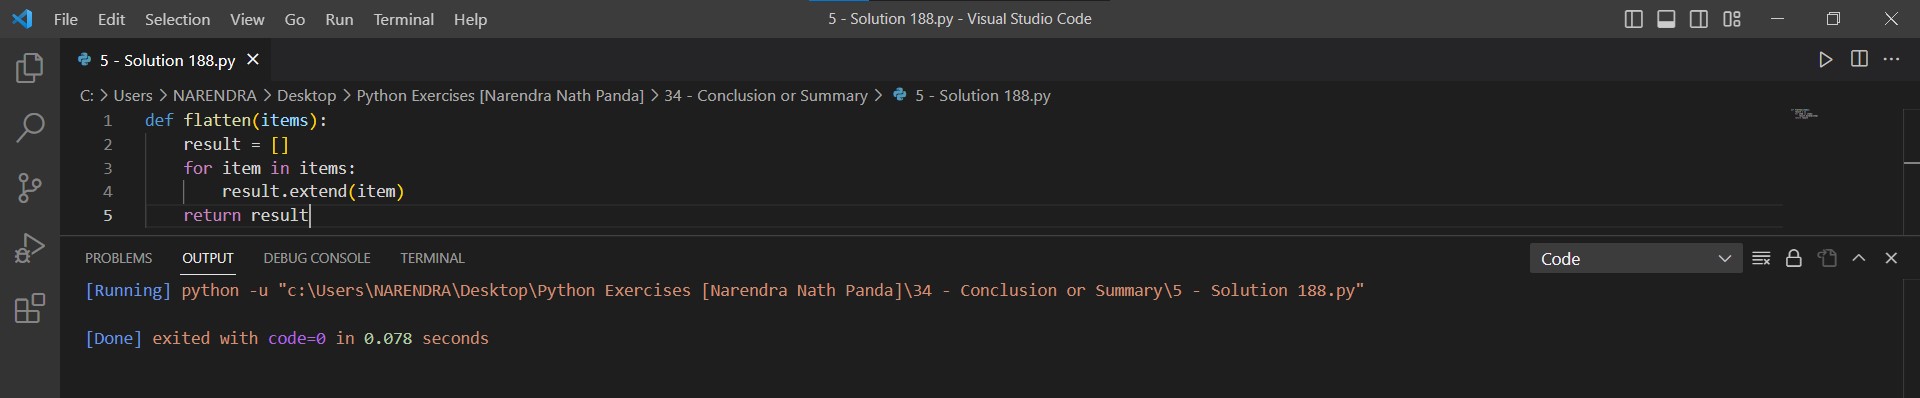 File Edit Selection View Go Run Terminal Help 5 - Solution 188.py - Visual Studio Code
5 - Solution 188.py
C: > Users > NARENDRA > Desktop > Python Exercises [Narendra Nath Panda] > 34 - Conclusion or Summary > 5 - Solution 188.py
1 def flatten(items):
2     result = []
3     for item in items:
4         result.extend(item)
5     return result
PROBLEMS OUTPUT DEBUG CONSOLE TERMINAL Code
[Running] python -u "c:\Users\NARENDRA\Desktop\Python Exercises [Narendra Nath Panda]\34 - Conclusion or Summary\5 - Solution 188.py"
[Done] exited with code=0 in 0.078 seconds